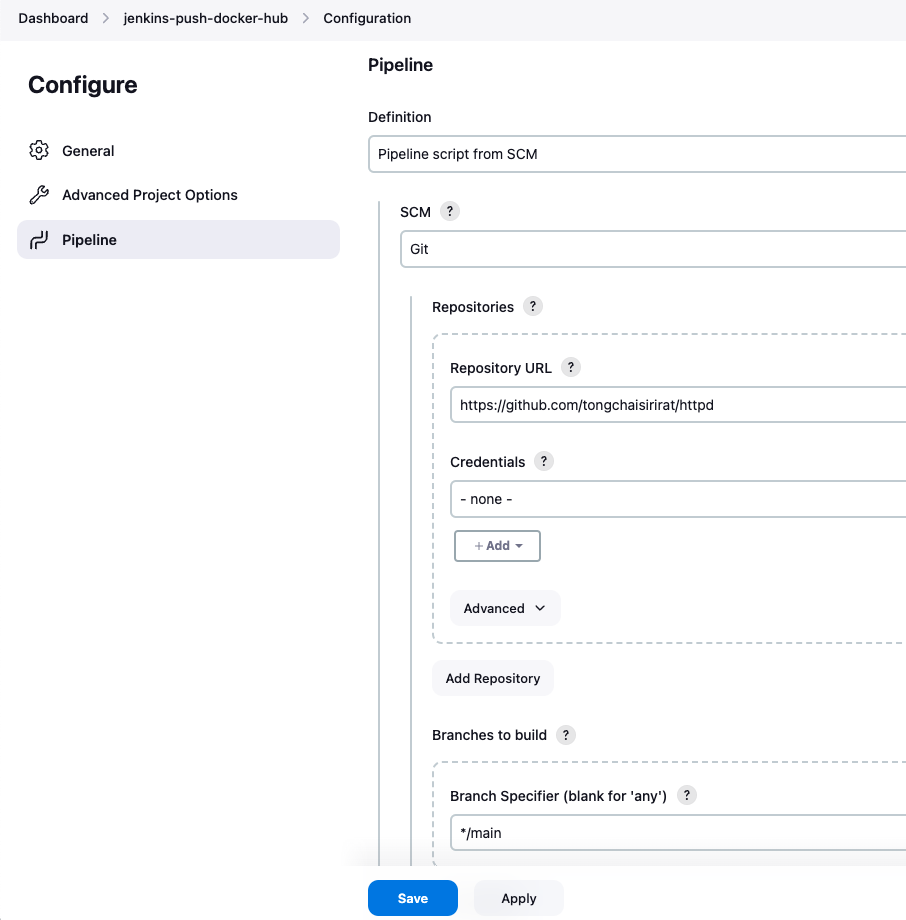 Dashboard > jenkins-push-docker-hub > Configuration
Configure
General
Advanced Project Options
Pipeline
Pipeline
Definition
Pipeline script from SCM
SCM ?
Git
Repositories ?
Repository URL ?
https://github.com/tongchaisirirat/httpd
Credentials ?
- none -
+ Add
Advanced
Add Repository
Branches to build ?
Branch Specifier (blank for 'any') ?
*/main
Save Apply